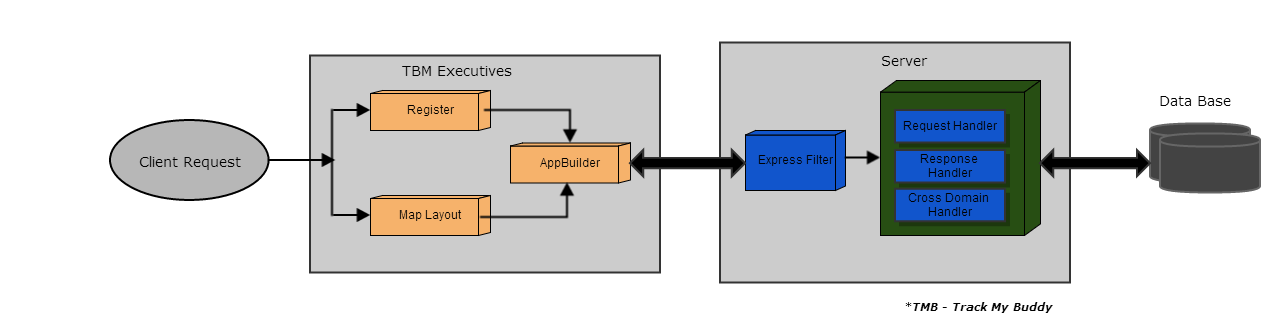 Client Request
TBM Executives
Register
Map Layout
AppBuilder
Server
Express Filter
Request Handler
Response
Handler
Cross Domain
Handler
Data Base
*TMB - Track My Buddy